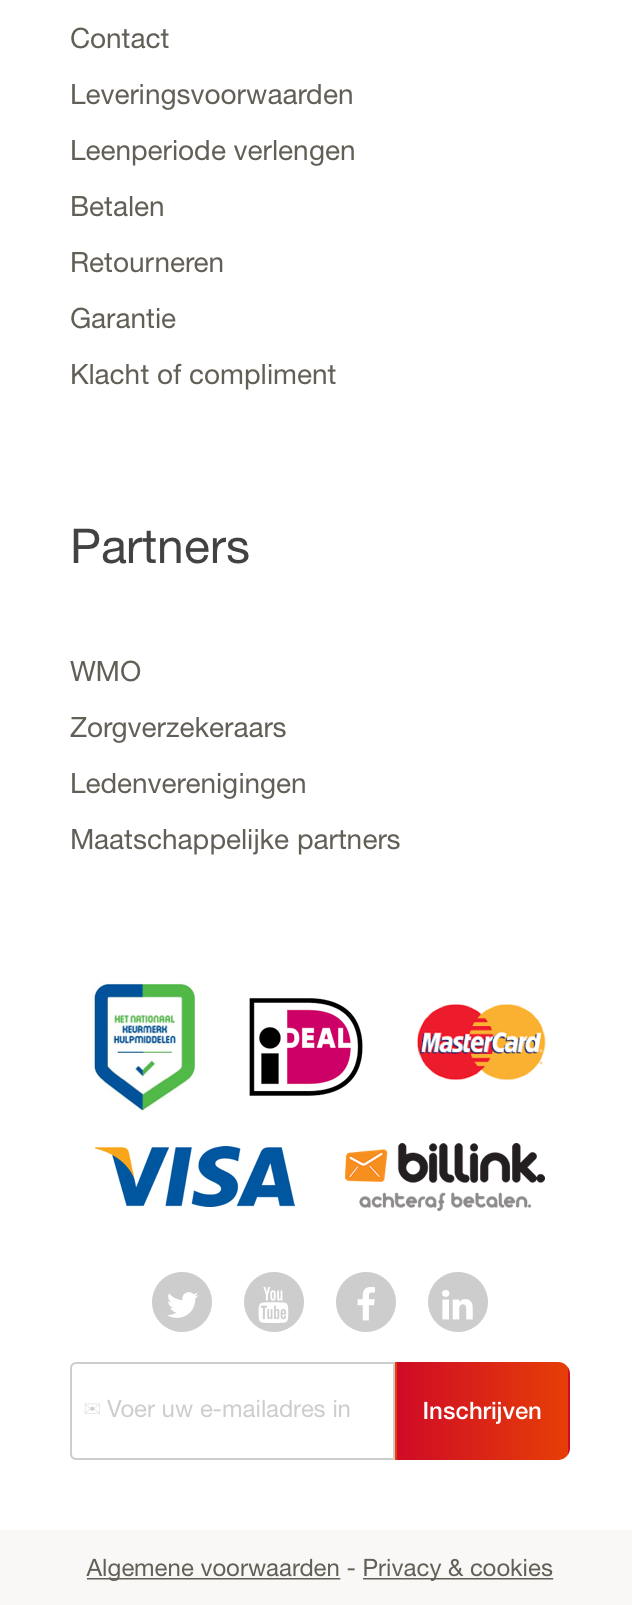 Contact
Leveringsvoorwaarden
Leenperiode verlengen
Betalen
Retourneren
Garantie
Klacht of compliment
Partners
WMO
Zorgverzekeraars
Ledenverenigingen
Maatschappelijke partners
HET NATIONAAL
KEURMERK
HULPMIDDELEN
iDEAL
MasterCard
VISA
billink.
achteraf betalen.
You
Tube
f
in
Voer uw e-mailadres in
Inschrijven
Algemene voorwaarden - Privacy & cookies